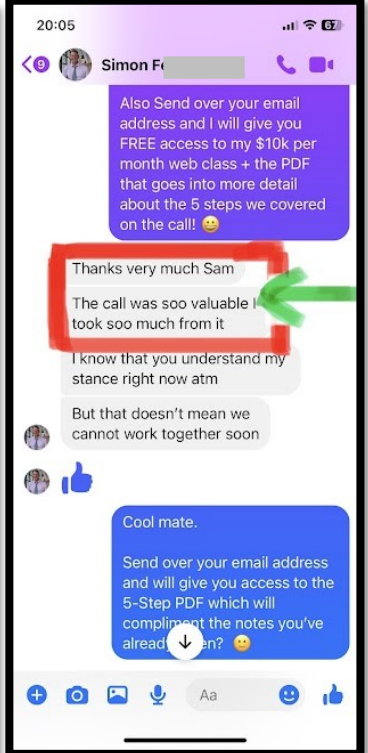 20:05
67
9
Simon
Also Send over your email
address and I will give you
FREE access to my $10k per
month web class + the PDF
that goes into more detail
about the 5 steps we covered
on the call! 😀
Thanks very much Sam
The call was soo valuable I
took soo much from it
I know that you understand my
stance right now atm
But that doesn't mean we
cannot work together soon
Cool mate.
Send over your email address
and will give you access to the
5-Step PDF which will
compliment the notes you've
🙂
Aa